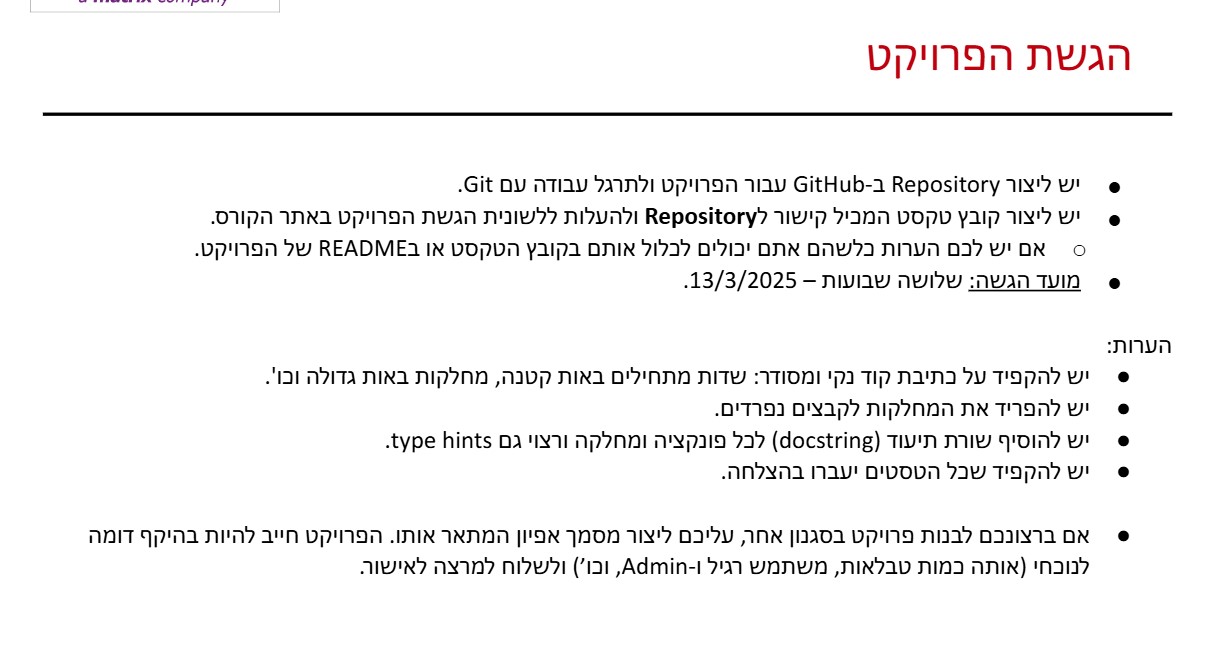 a matrix company
הגשת הפרויקט
● יש ליצור Repository ב-GitHub עבור הפרויקט ולתרגל עבודה עם Git.
● יש ליצור קובץ טקסט המכיל קישור לRepository ולהעלות ללשונית הגשת הפרויקט באתר הקורס.
○ אם יש לכם הערות כלשהם אתם יכולים לכלול אותם בקובץ הטקסט או בREADME של הפרויקט.
● מועד הגשה: שלושה שבועות – 13/3/2025.
הערות:
● יש להקפיד על כתיבת קוד נקי ומסודר: שדות מתחילים באות קטנה, מחלקות באות גדולה וכו'.
● יש להפריד את המחלקות לקבצים נפרדים.
● יש להוסיף שורת תיעוד (docstring) לכל פונקציה ומחלקה ורצוי גם type hints.
● יש להקפיד שכל הטסטים יעברו בהצלחה.
● אם ברצונכם לבנות פרויקט בסגנון אחר, עליכם ליצור מסמך אפיון המתאר אותו. הפרויקט חייב להיות בהיקף דומה
לנוכחי (אותה כמות טבלאות, משתמש רגיל ו-Admin, וכו’) ולשלוח למרצה לאישור.